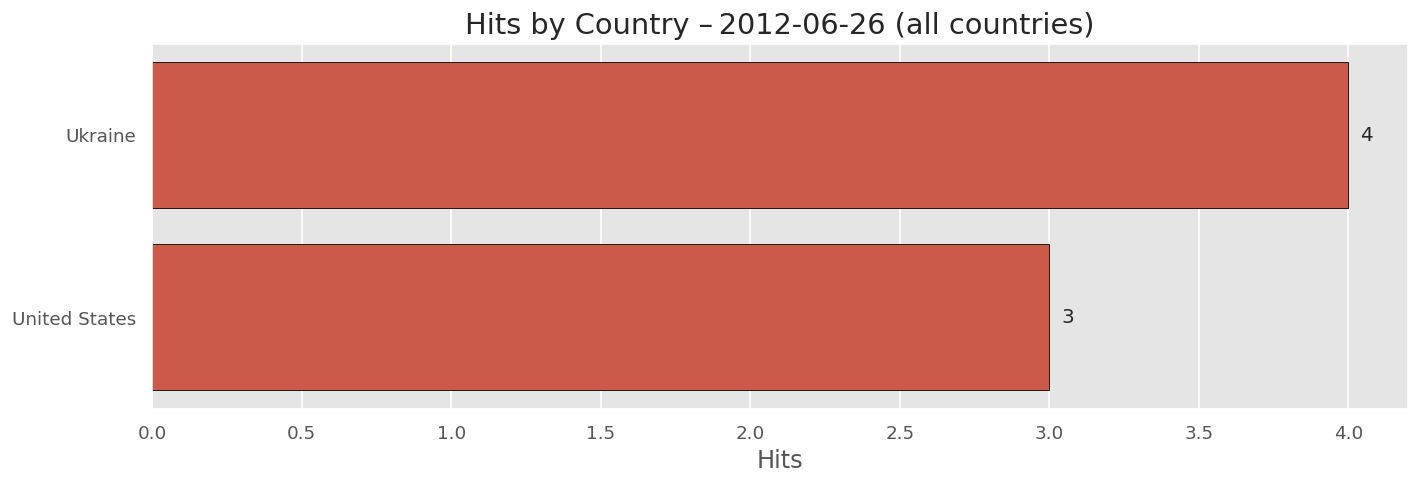 Hits by Country – 2012-06-26 (all countries)
Ukraine
4
United States
3
0.0 0.5 1.0 1.5 2.0 2.5 3.0 3.5 4.0
Hits